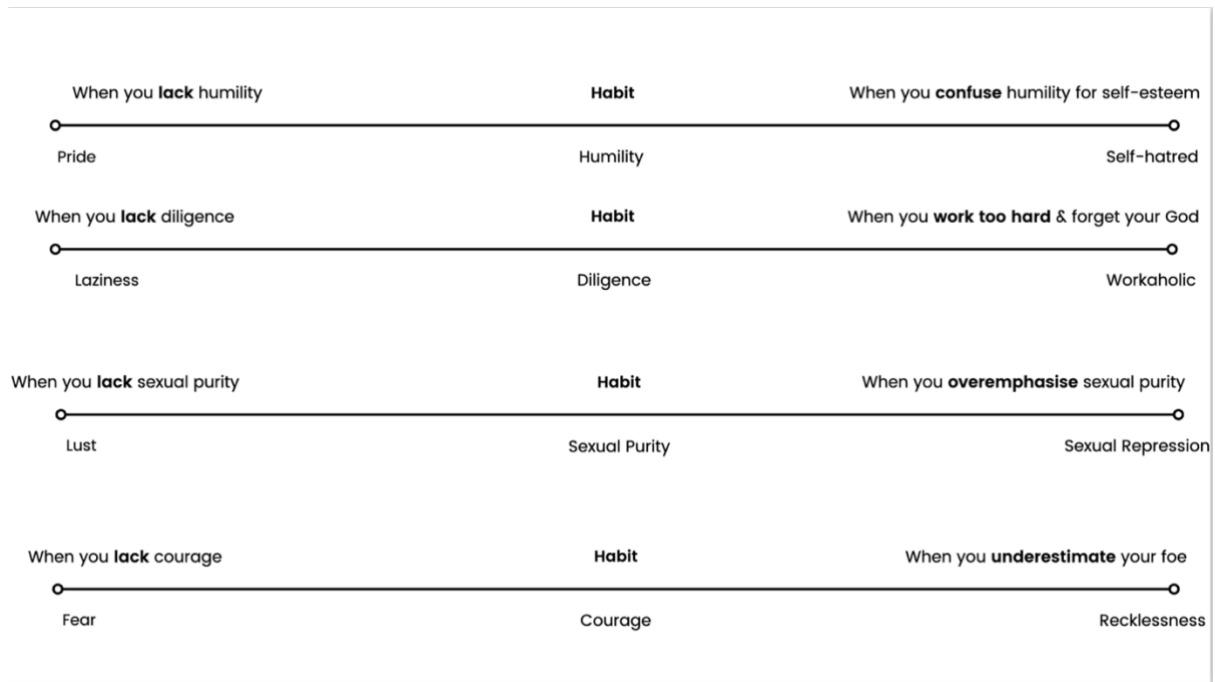 When you lack humility Habit When you confuse humility for self-esteem
Pride Humility Self-hatred
When you lack diligence Habit When you work too hard & forget your God
Laziness Diligence Workaholic
When you lack sexual purity Habit When you overemphasise sexual purity
Lust Sexual Purity Sexual Repression
When you lack courage Habit When you underestimate your foe
Fear Courage Recklessness